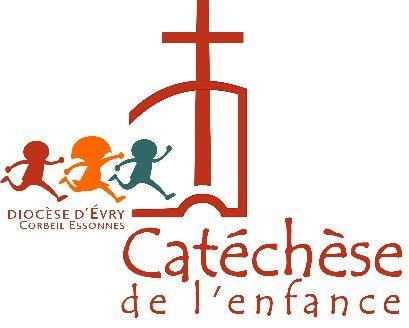 DIOCÈSE D'ÉVRY
CORBEIL ESSONNES
Catéchèse
de l'enfance